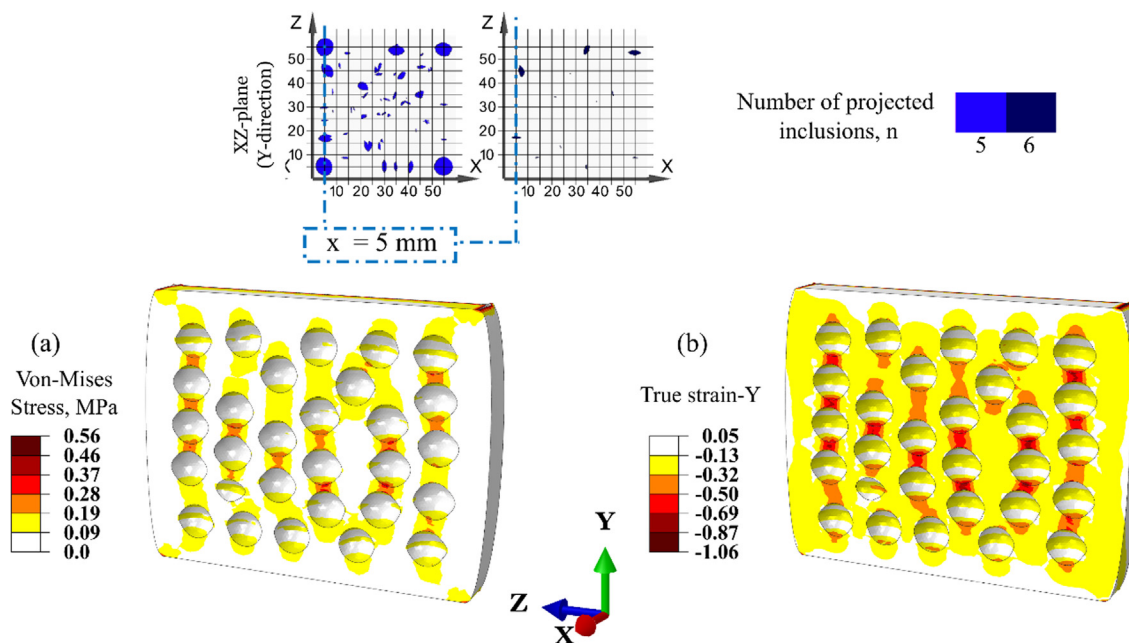 XZ-plane
(Y-direction)
Z
50
40
30
20
10
10 20 30 40 50
X
Z
50
40
30
20
10
10 20 30 40 50
X
Number of projected
inclusions, n
5 6
x = 5 mm
(a)
Von-Mises
Stress, MPa
0.56
0.46
0.37
0.28
0.19
0.09
0.0
(b)
True strain-Y
0.05
-0.13
-0.32
-0.50
-0.69
-0.87
-1.06
Y
Z
X